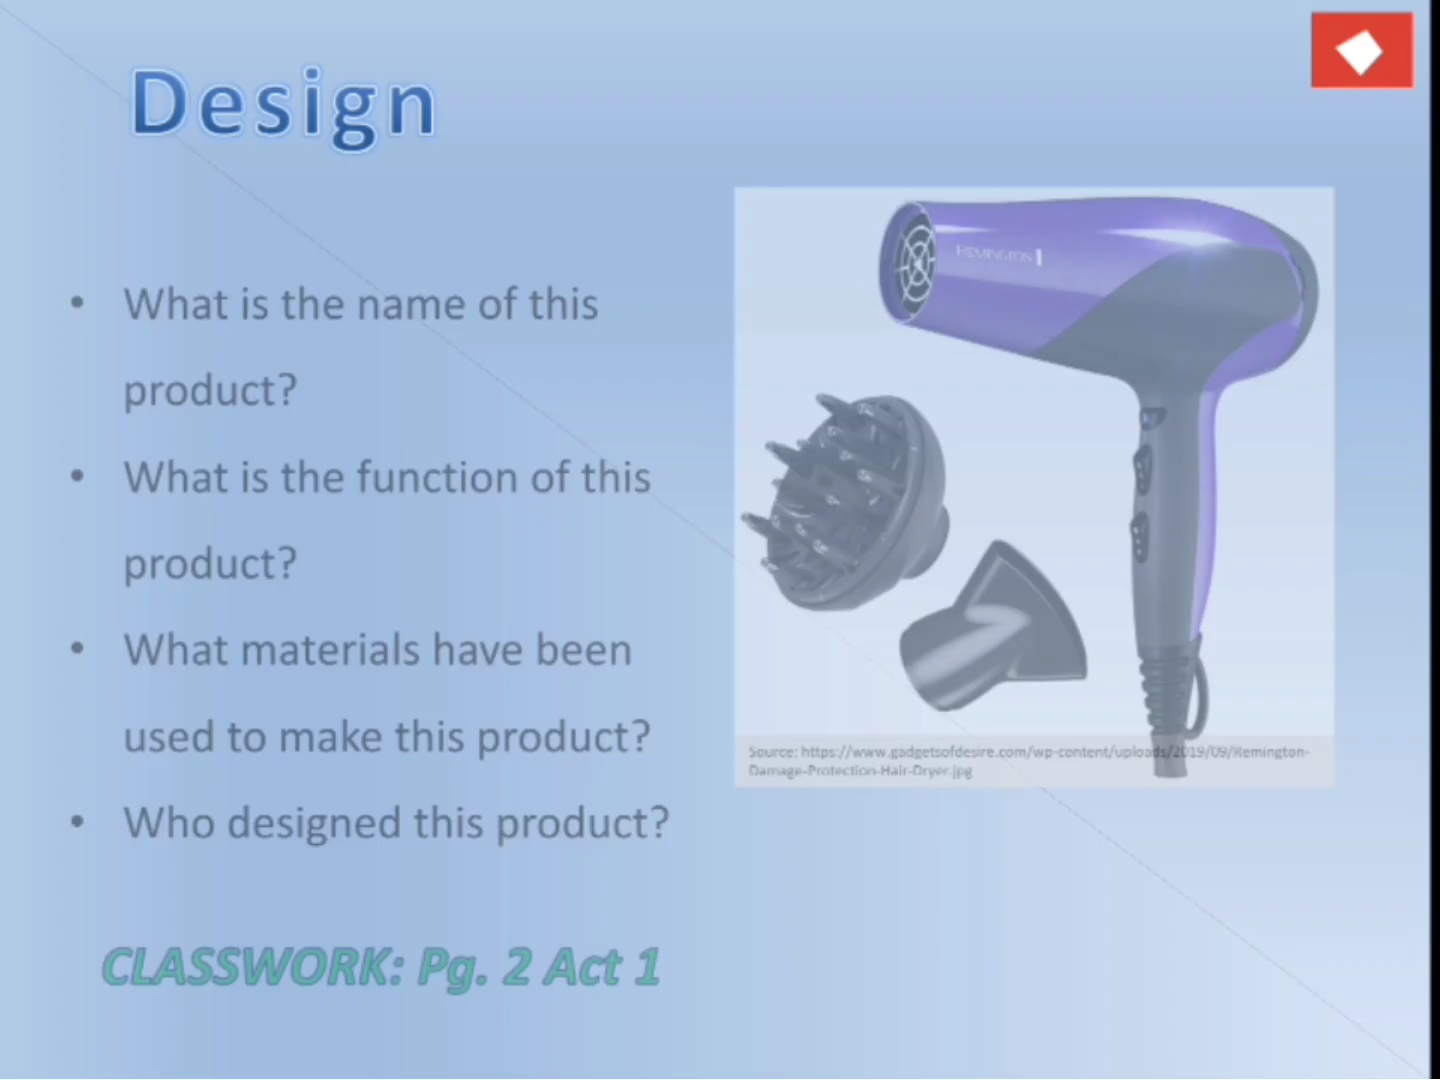 Design
• What is the name of this
product?
• What is the function of this
product?
• What materials have been
used to make this product?
• Who designed this product?
CLASSWORK: Pg. 2 Act 1
REMINGTON
Source: https://www.gadgetsofdesire.com/wp-content/uploads/2019/09/Remington-
Damage-Protection-Hair-Dryer.jpg